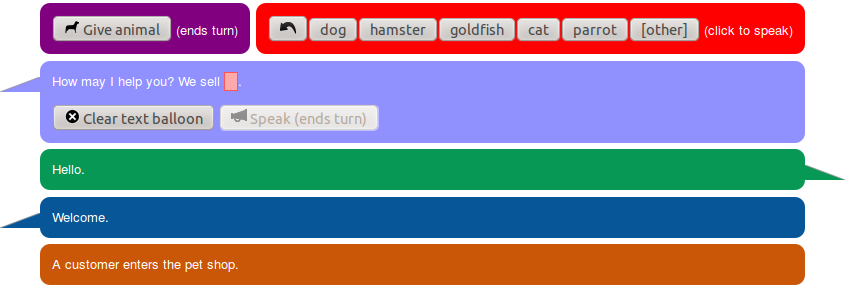 Give animal (ends turn) dog hamster goldfish cat parrot [other] (click to speak)
How may I help you? We sell .
Clear text balloon Speak (ends turn)
Hello.
Welcome.
A customer enters the pet shop.